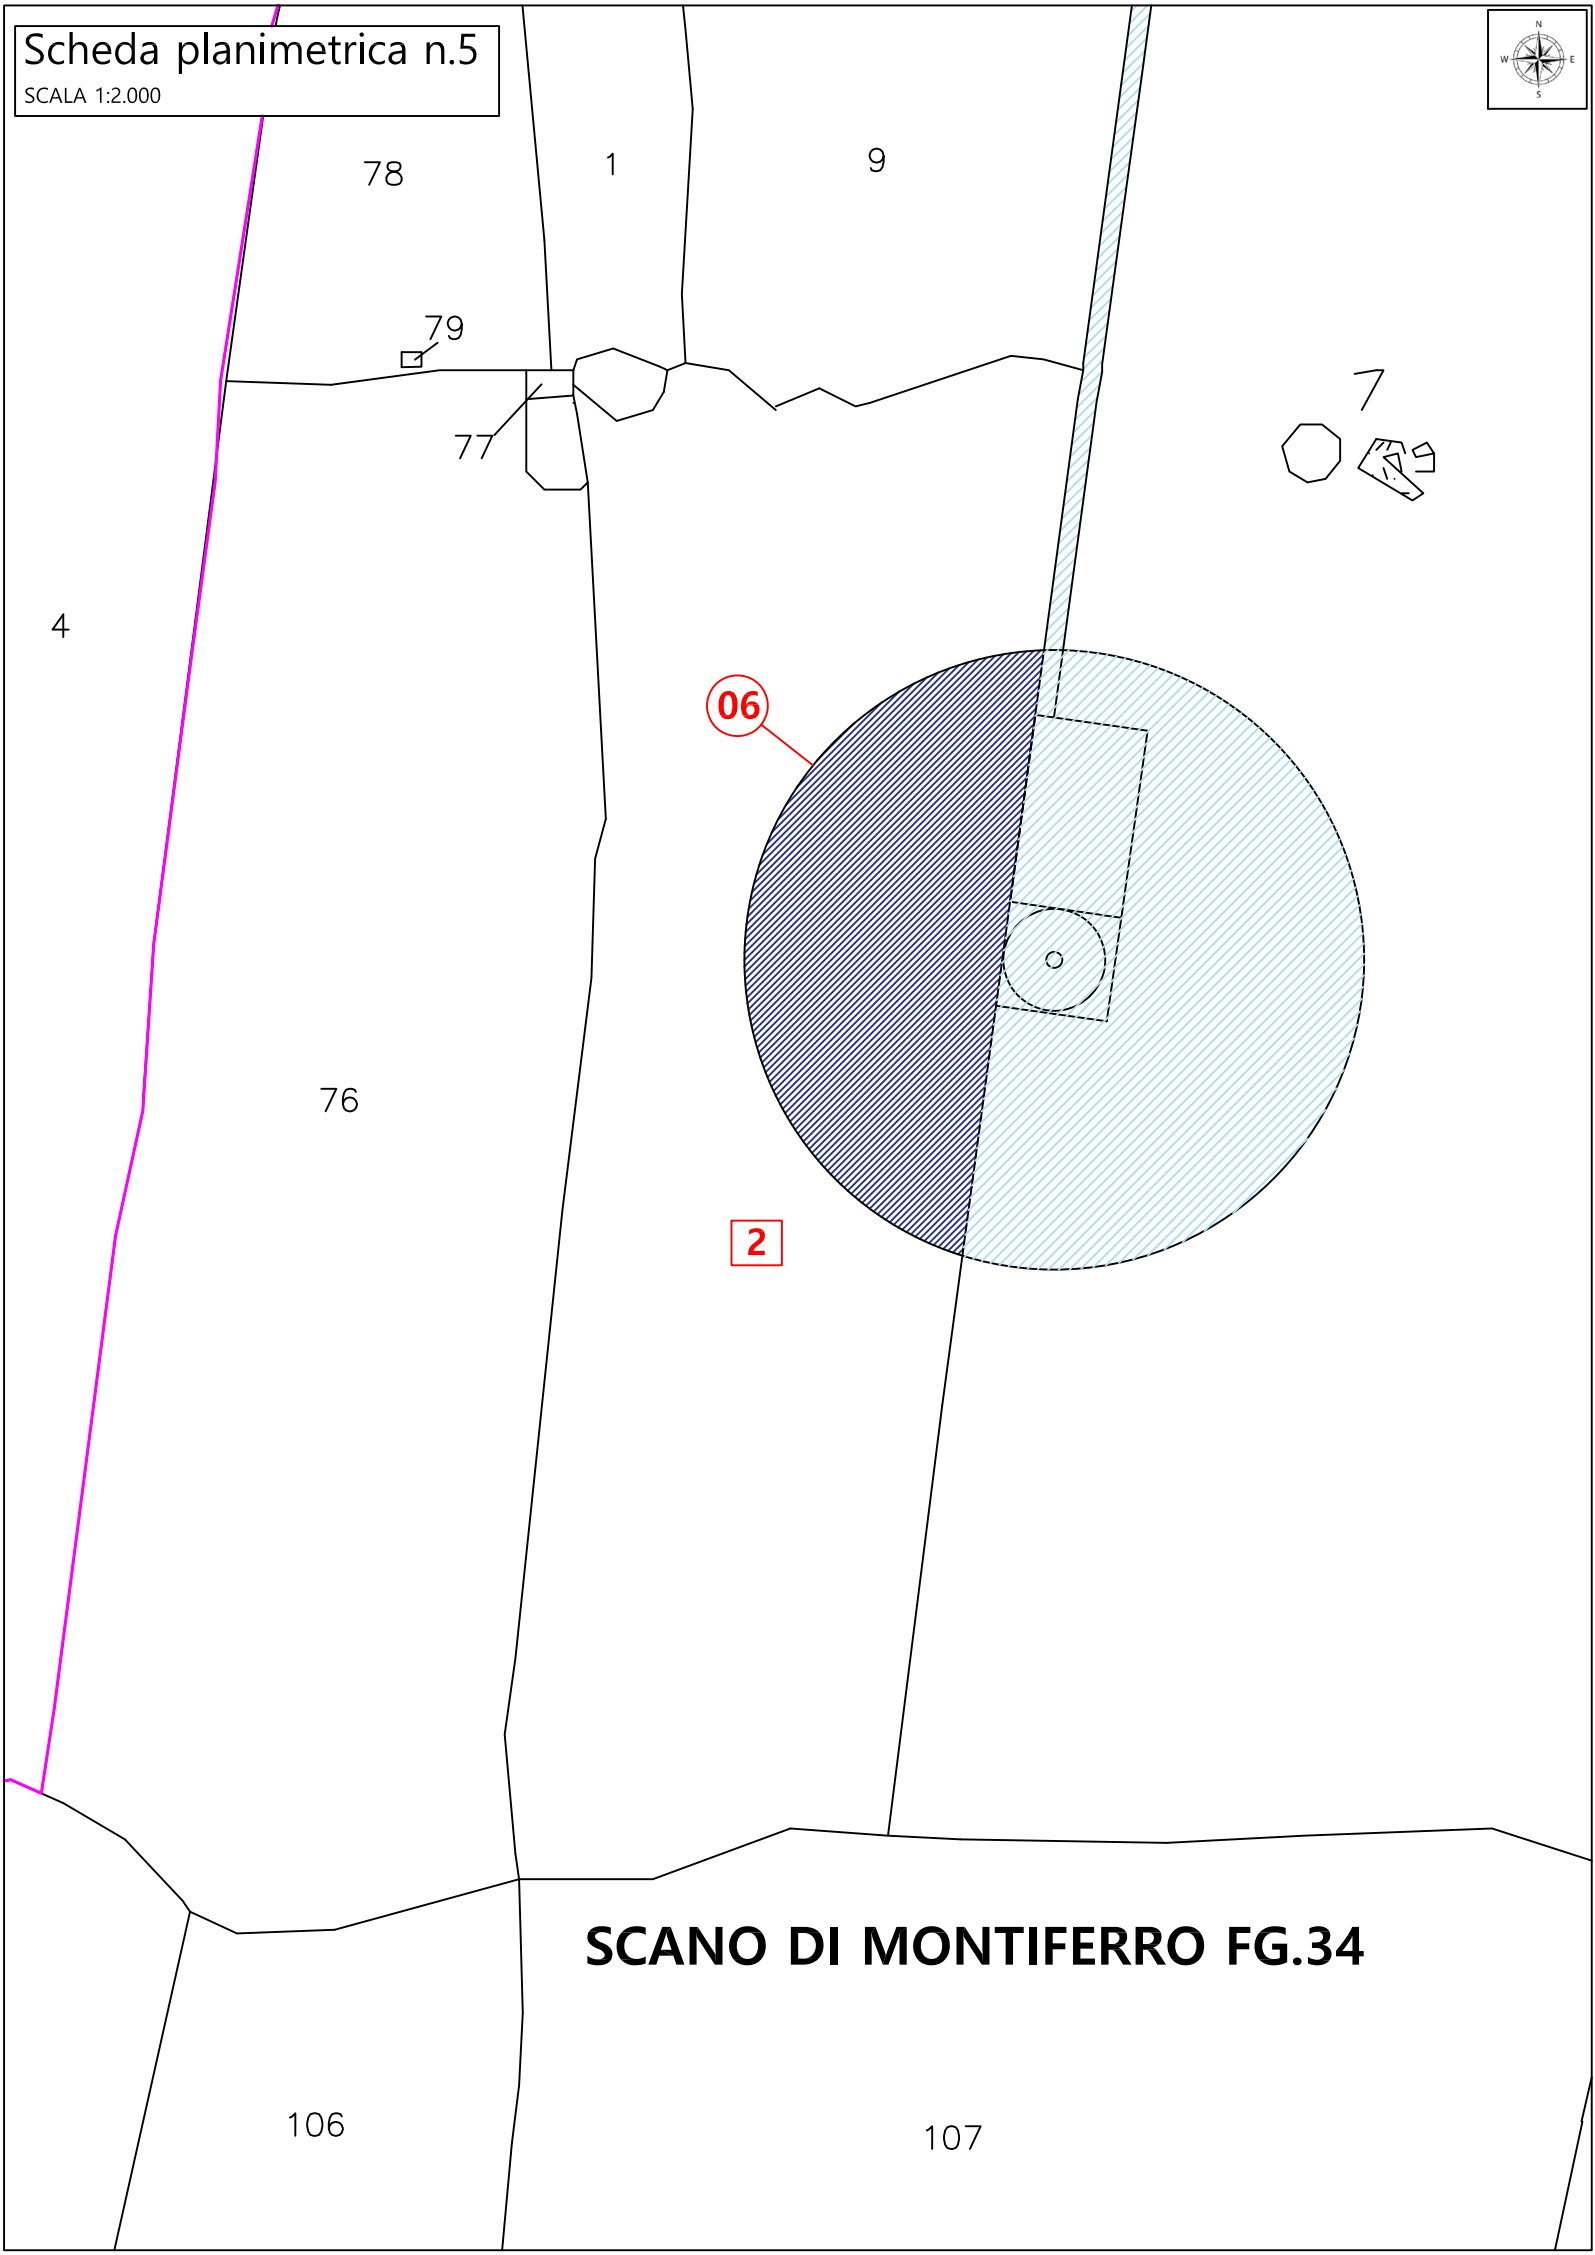 Scheda planimetrica n.5
SCALA 1:2.000
N
W E
S
78
1
9
79
7
77
4
06
76
2
SCANO DI MONTIFERRO FG.34
106
107